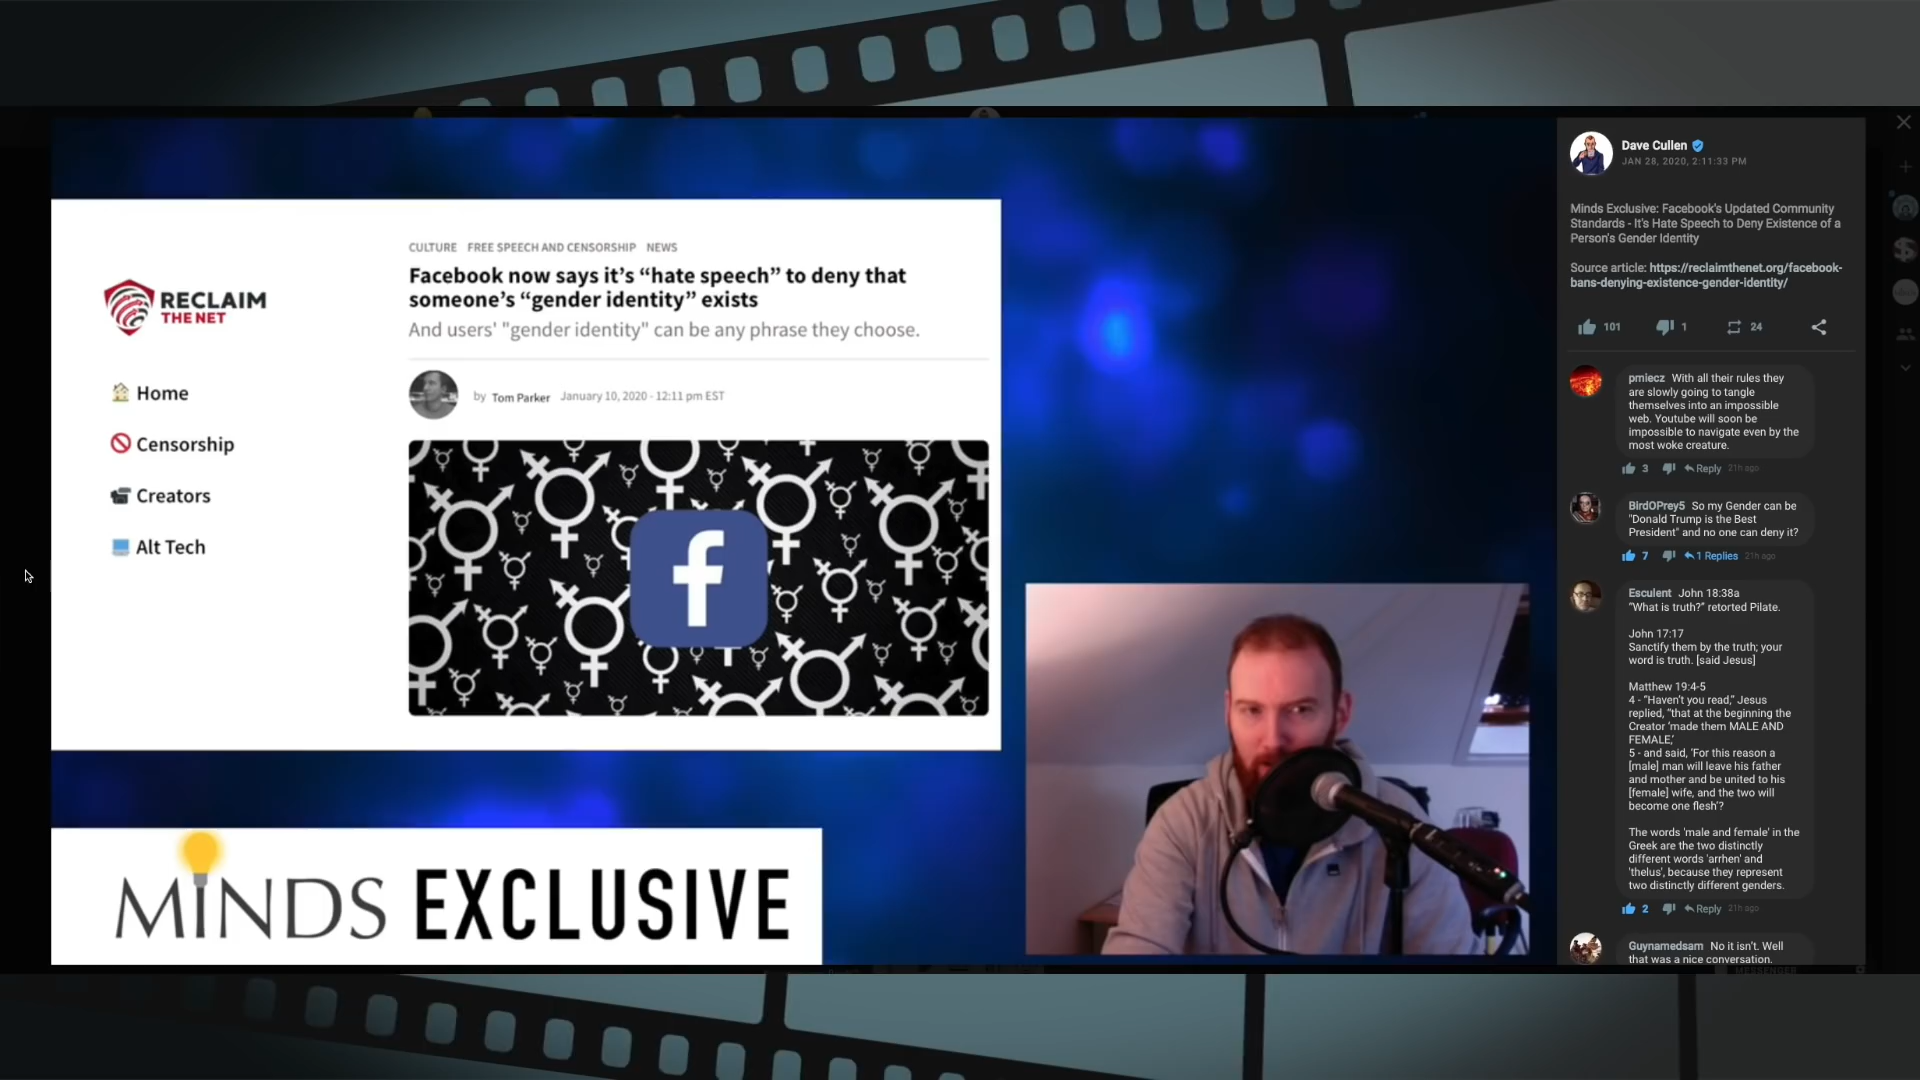 CULTURE FREE SPEECH AND CENSORSHIP NEWS
Facebook now says it's “hate speech” to deny that
someone's “gender identity” exists
And users' "gender identity" can be any phrase they choose.
RECLAIM
THE NET
by Tom Parker January 10, 2020 - 12:11 pm EST
Home
Censorship
Creators
Alt Tech
f
MINDS EXCLUSIVE
Dave Cullen
JAN 28, 2020, 2:11:33 PM
Minds Exclusive: Facebook's Updated Community
Standards - It's Hate Speech to Deny Existence of a
Person's Gender Identity
Source article: https://reclaimthenet.org/facebook-
bans-denying-existence-gender-identity/
101 1 24
pmiecz With all their rules they
are slowly going to tangle
themselves into an impossible
web. Youtube will soon be
impossible to navigate even by the
most woke creature.
3 Reply 21h ago
BirdOPrey5 So my Gender can be
"Donald Trump is the Best
President" and no one can deny it?
7 1 Replies 21h ago
Esculent John 18:38a
“What is truth?” retorted Pilate.
John 17:17
Sanctify them by the truth; your
word is truth. [said Jesus]
Matthew 19:4-5
4 - “Haven't you read,” Jesus
replied, “that at the beginning the
Creator ‘made them MALE AND
FEMALE,’
5 - and said, ‘For this reason a
[male] man will leave his father
and mother and be united to his
[female] wife, and the two will
become one flesh’?
The words 'male and female' in the
Greek are the two distinctly
different words 'arrhen' and
'thelus', because they represent
two distinctly different genders.
2 Reply 21h ago
Guynamedsam No it isn't. Well
that was a nice conversation.
MESSENGER